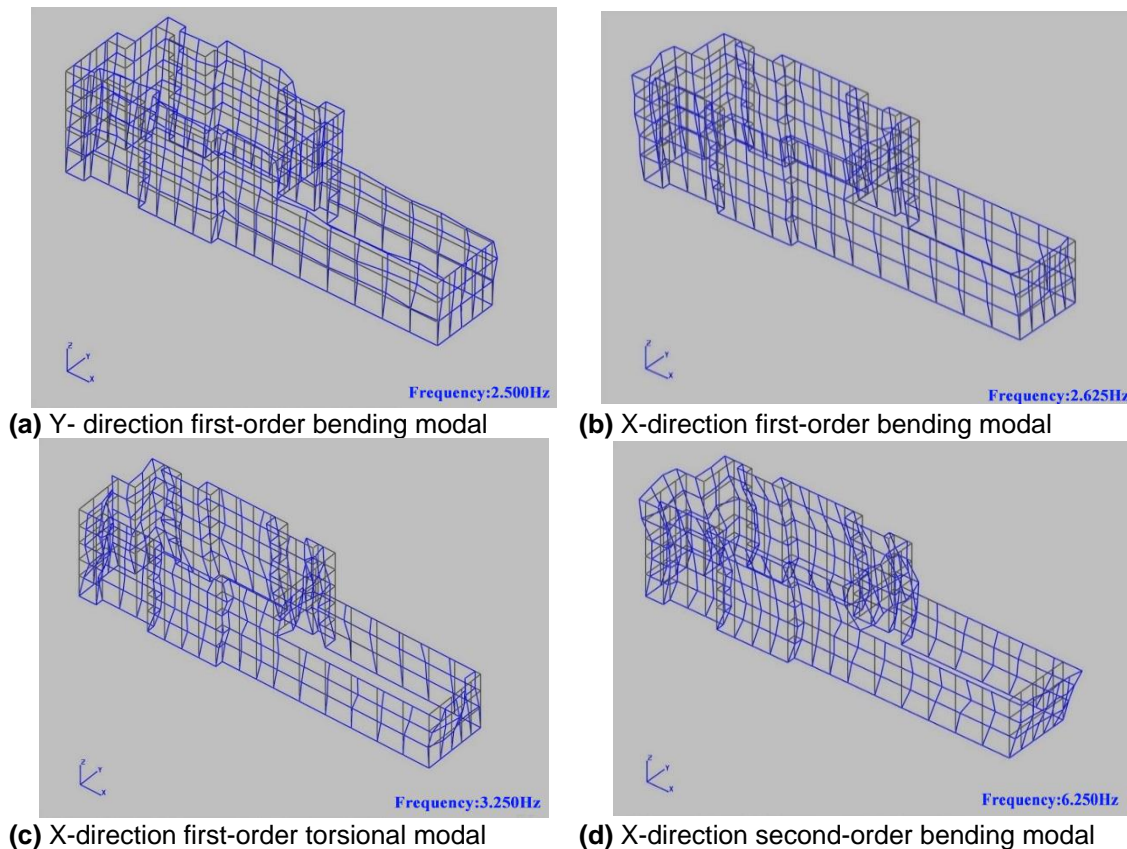 Z
Y
X
Frequency:2.500Hz
Z
Y
X
Frequency:2.625Hz
(a) Y- direction first-order bending modal
(b) X-direction first-order bending modal
Z
Y
X
Frequency:3.250Hz
Z
Y
X
Frequency:6.250Hz
(c) X-direction first-order torsional modal
(d) X-direction second-order bending modal